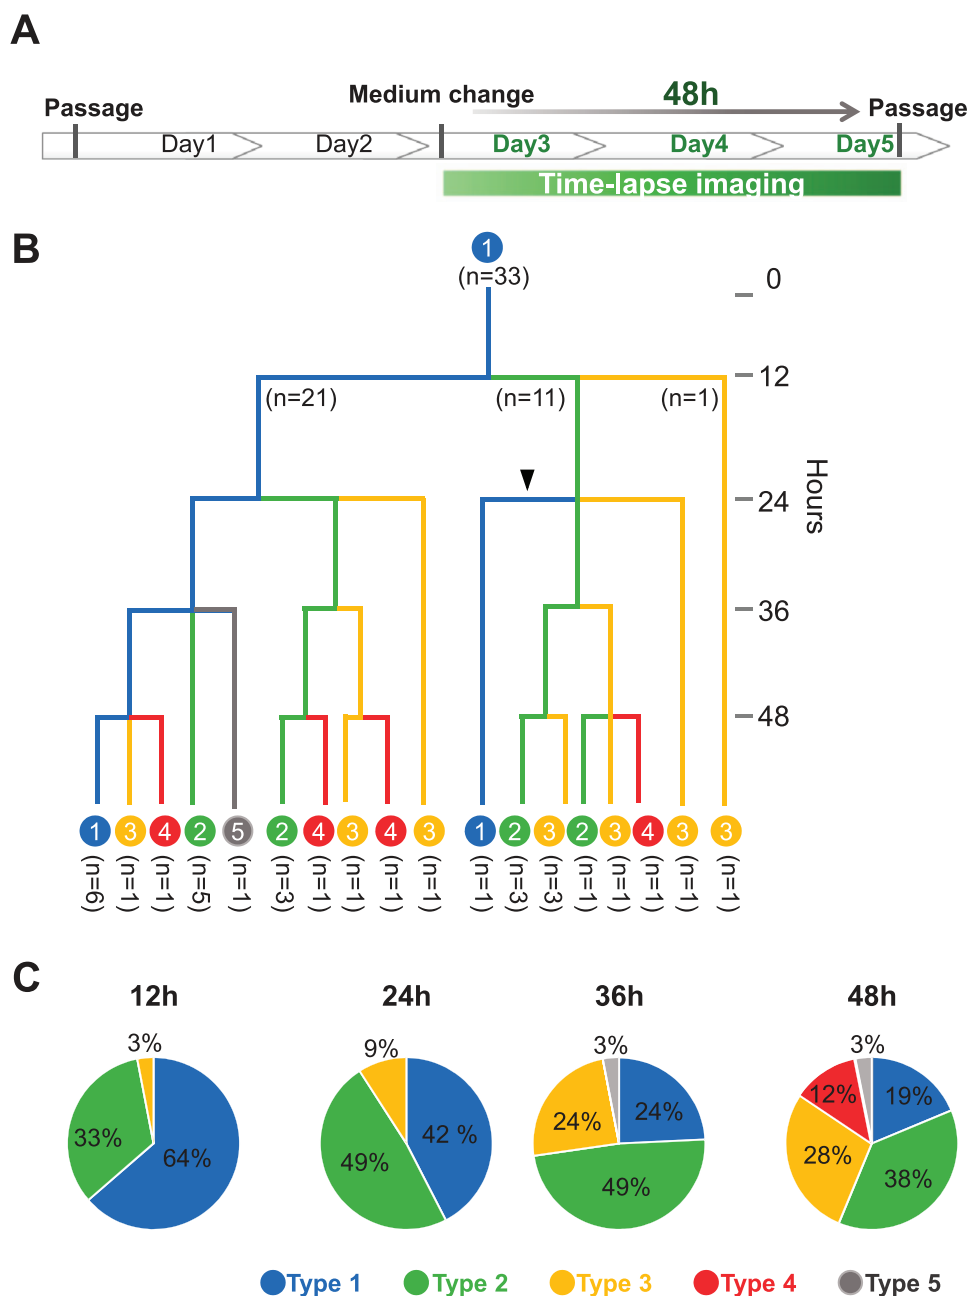 A
Passage
Medium change
48h
Passage
Day1
Day2
Day3
Day4
Day5
Time-lapse imaging
B
1
(n=33)
0
12
(n=21)
(n=11)
(n=1)
24
Hours
36
48
1 3 4 2 5 2 4 3 4 3 1 2 3 2 3 4 3 3
(n=6) (n=1) (n=1) (n=5) (n=1) (n=3) (n=1) (n=1) (n=1) (n=1) (n=1) (n=3) (n=3) (n=1) (n=1) (n=1) (n=1) (n=1)
C
12h
24h
36h
48h
3%
33%
64%
9%
42 %
49%
3%
24%
24%
49%
3%
12%
19%
28%
38%
Type 1
Type 2
Type 3
Type 4
Type 5